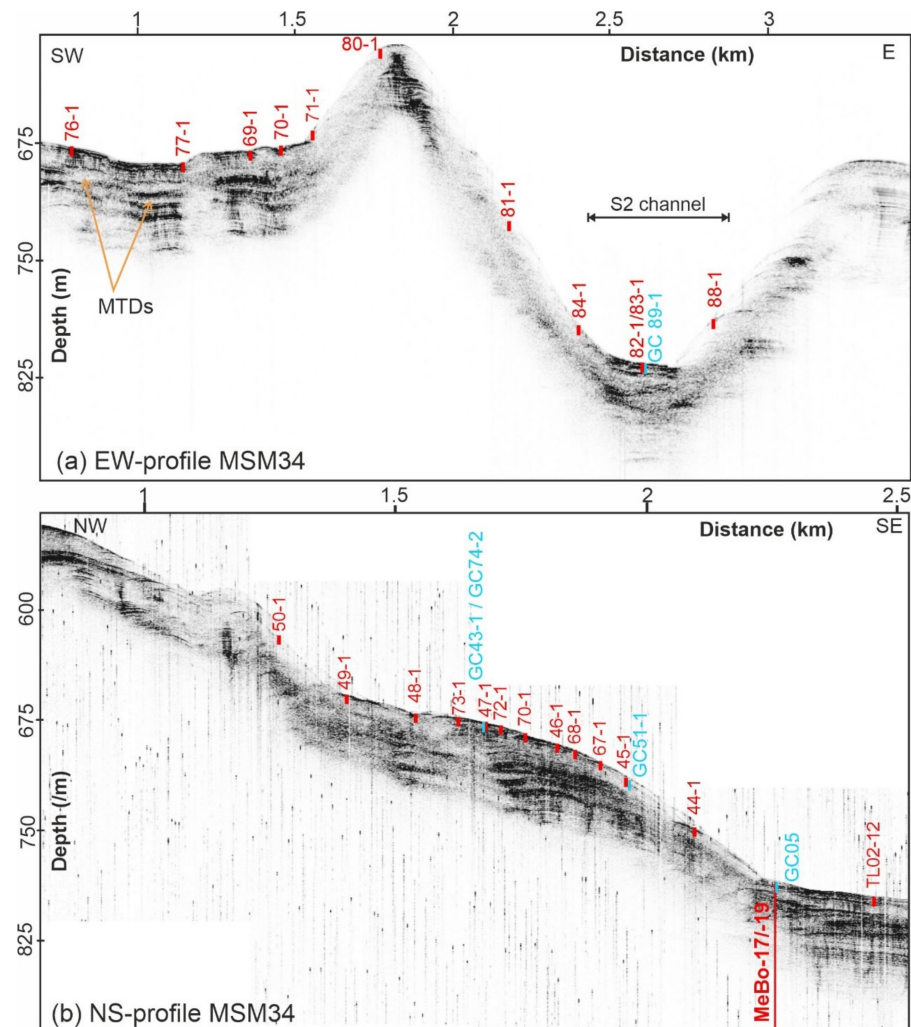 1 1.5 2 2.5 3
SW
Distance (km)
E
80-1
76-1
77-1
69-1
70-1
71-1
675
81-1
S2 channel
750
MTDs
84-1
82-1/83-1
GC 89-1
88-1
Depth (m)
825
(a) EW-profile MSM34
1 1.5 2 2.5
NW
Distance (km)
SE
600
50-1
49-1
48-1
73-1
GC43-1 / GC74-2
47-1
72-1
70-1
46-1
68-1
67-1
45-1
GC51-1
675
44-1
750
Depth (/m)
GC05
TL02-12
MeBo-17/-19
825
(b) NS-profile MSM34